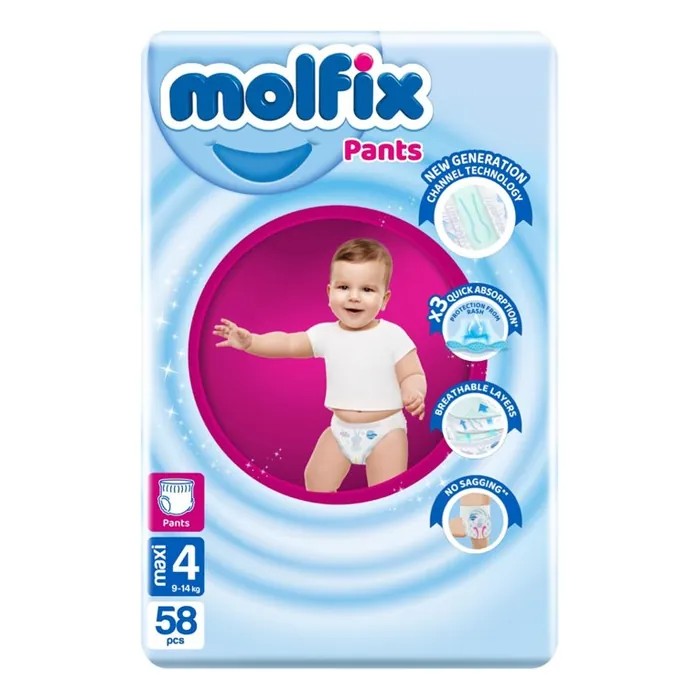 molfix
Pants
NEW GENERATION
CHANNEL TECHNOLOGY
x3 QUICK ABSORPTION*
PROTECTION FROM
RASH
BREATHABLE LAYERS
NO SAGGING**
Pants
maxi 4
9-14 kg
58
pcs